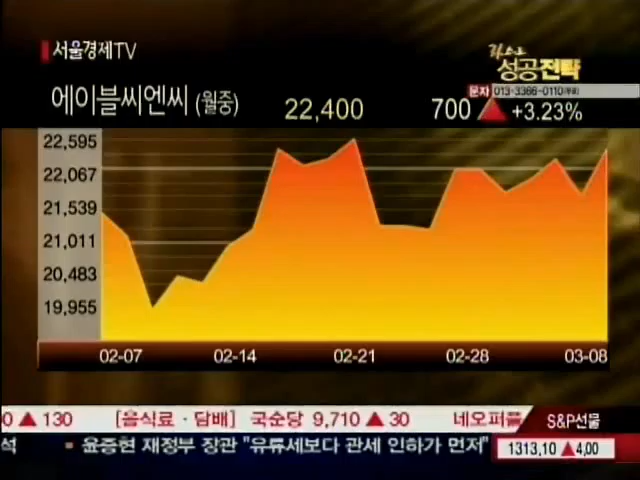 서울경제TV
성공전략
문자 013-3366-0110
에이블씨엔씨 (월중) 22,400 700 ▲ +3.23%
22,595
22,067
21,539
21,011
20,483
19,955
02-07 02-14 02-21 02-28 03-08
0 ▲ 130 [음식료 · 담배] 국순당 9,710 ▲ 30 네오퍼플 S&P선물
석 ▪ 윤증현 재정부 장관 "유류세보다 관세 인하가 먼저" 1313,10 ▲ 4,00